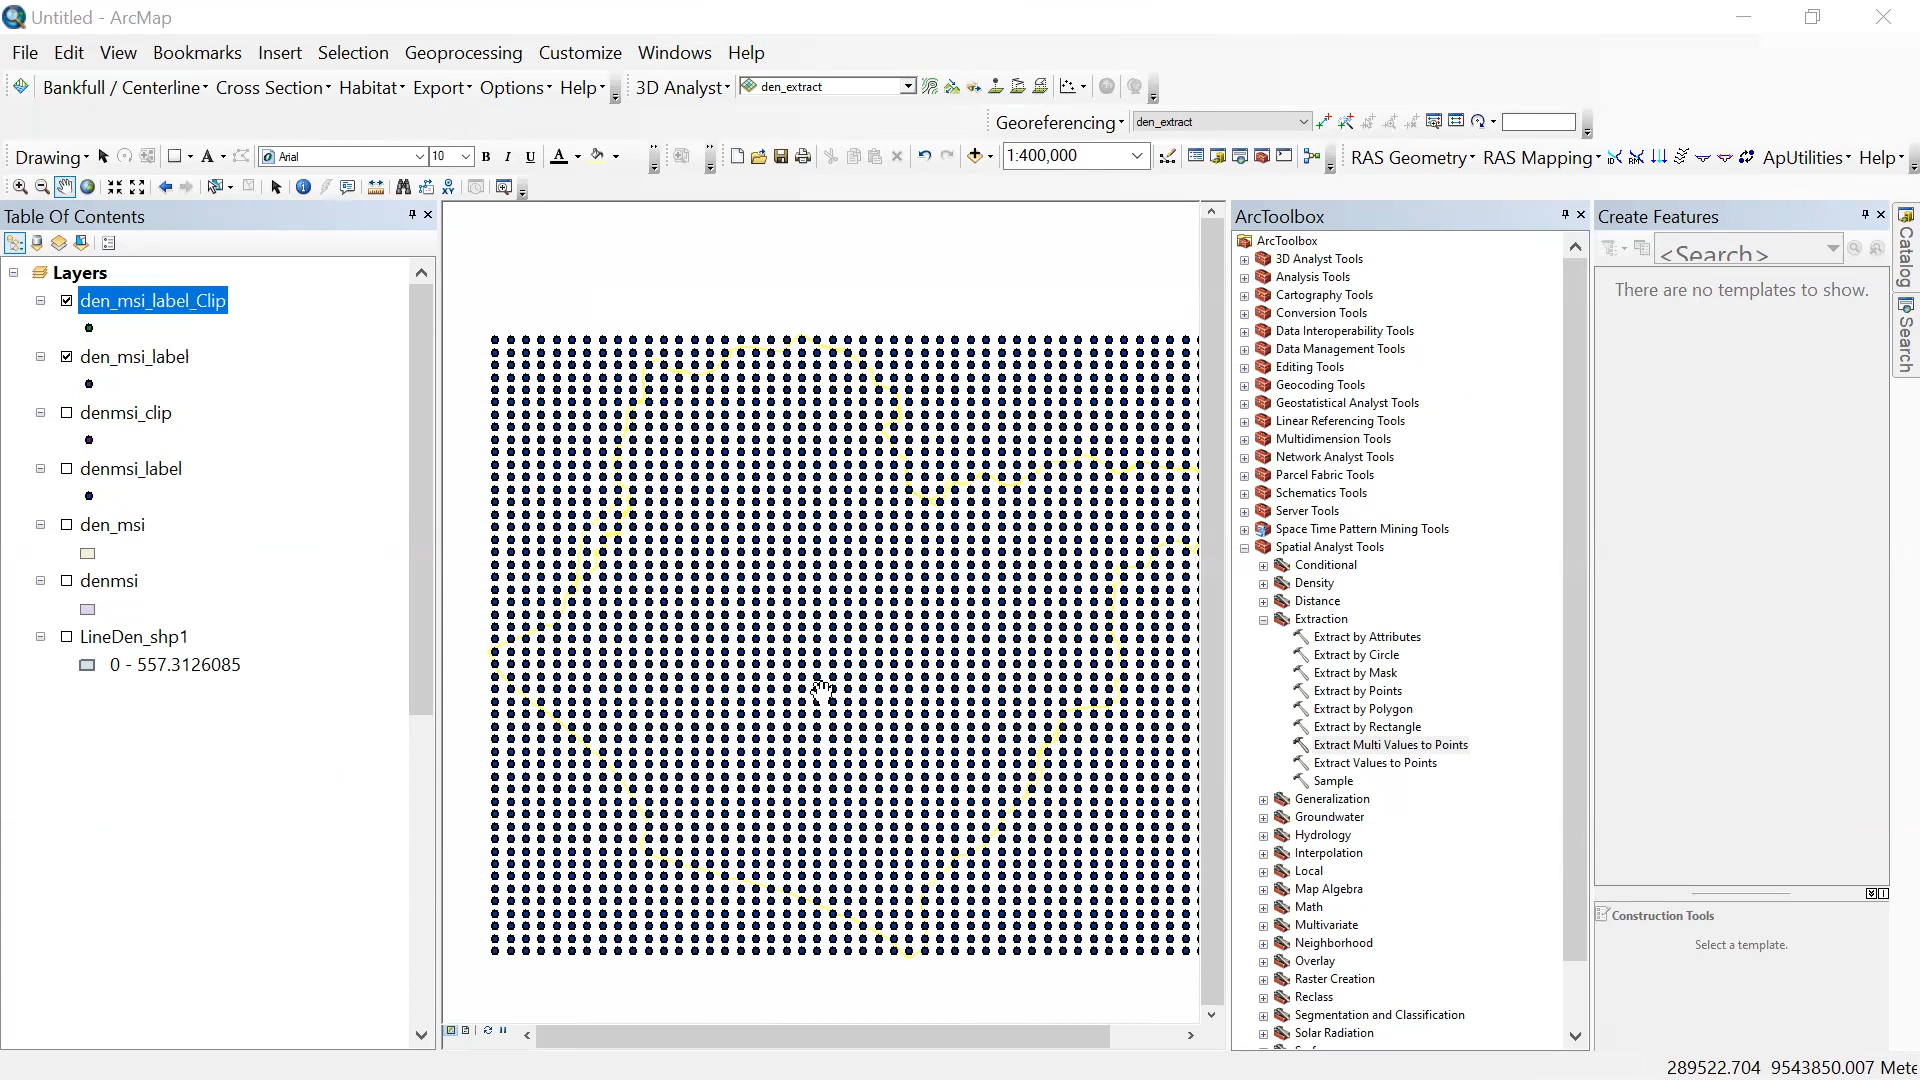 Untitled - ArcMap
File Edit View Bookmarks Insert Selection Geoprocessing Customize Windows Help
Bankfull / Centerline Cross Section Habitat Export Options Help 3D Analyst den_extract
Georeferencing den_extract
Drawing A Arial 10 B I U A 1:400,000 RAS Geometry RAS Mapping ApUtilities Help
Table Of Contents
Layers
den_msi_label_Clip
den_msi_label
denmsi_clip
denmsi_label
den_msi
denmsi
LineDen_shp1
0 - 557.3126085
ArcToolbox
ArcToolbox
3D Analyst Tools
Analysis Tools
Cartography Tools
Conversion Tools
Data Interoperability Tools
Data Management Tools
Editing Tools
Geocoding Tools
Geostatistical Analyst Tools
Linear Referencing Tools
Multidimension Tools
Network Analyst Tools
Parcel Fabric Tools
Schematics Tools
Server Tools
Space Time Pattern Mining Tools
Spatial Analyst Tools
Conditional
Density
Distance
Extraction
Extract by Attributes
Extract by Circle
Extract by Mask
Extract by Points
Extract by Polygon
Extract by Rectangle
Extract Multi Values to Points
Extract Values to Points
Sample
Generalization
Groundwater
Hydrology
Interpolation
Local
Map Algebra
Math
Multivariate
Neighborhood
Overlay
Raster Creation
Reclass
Segmentation and Classification
Solar Radiation
Create Features
<Search>
There are no templates to show.
Construction Tools
Select a template.
Catalog
Search
289522.704 9543850.007 Mete